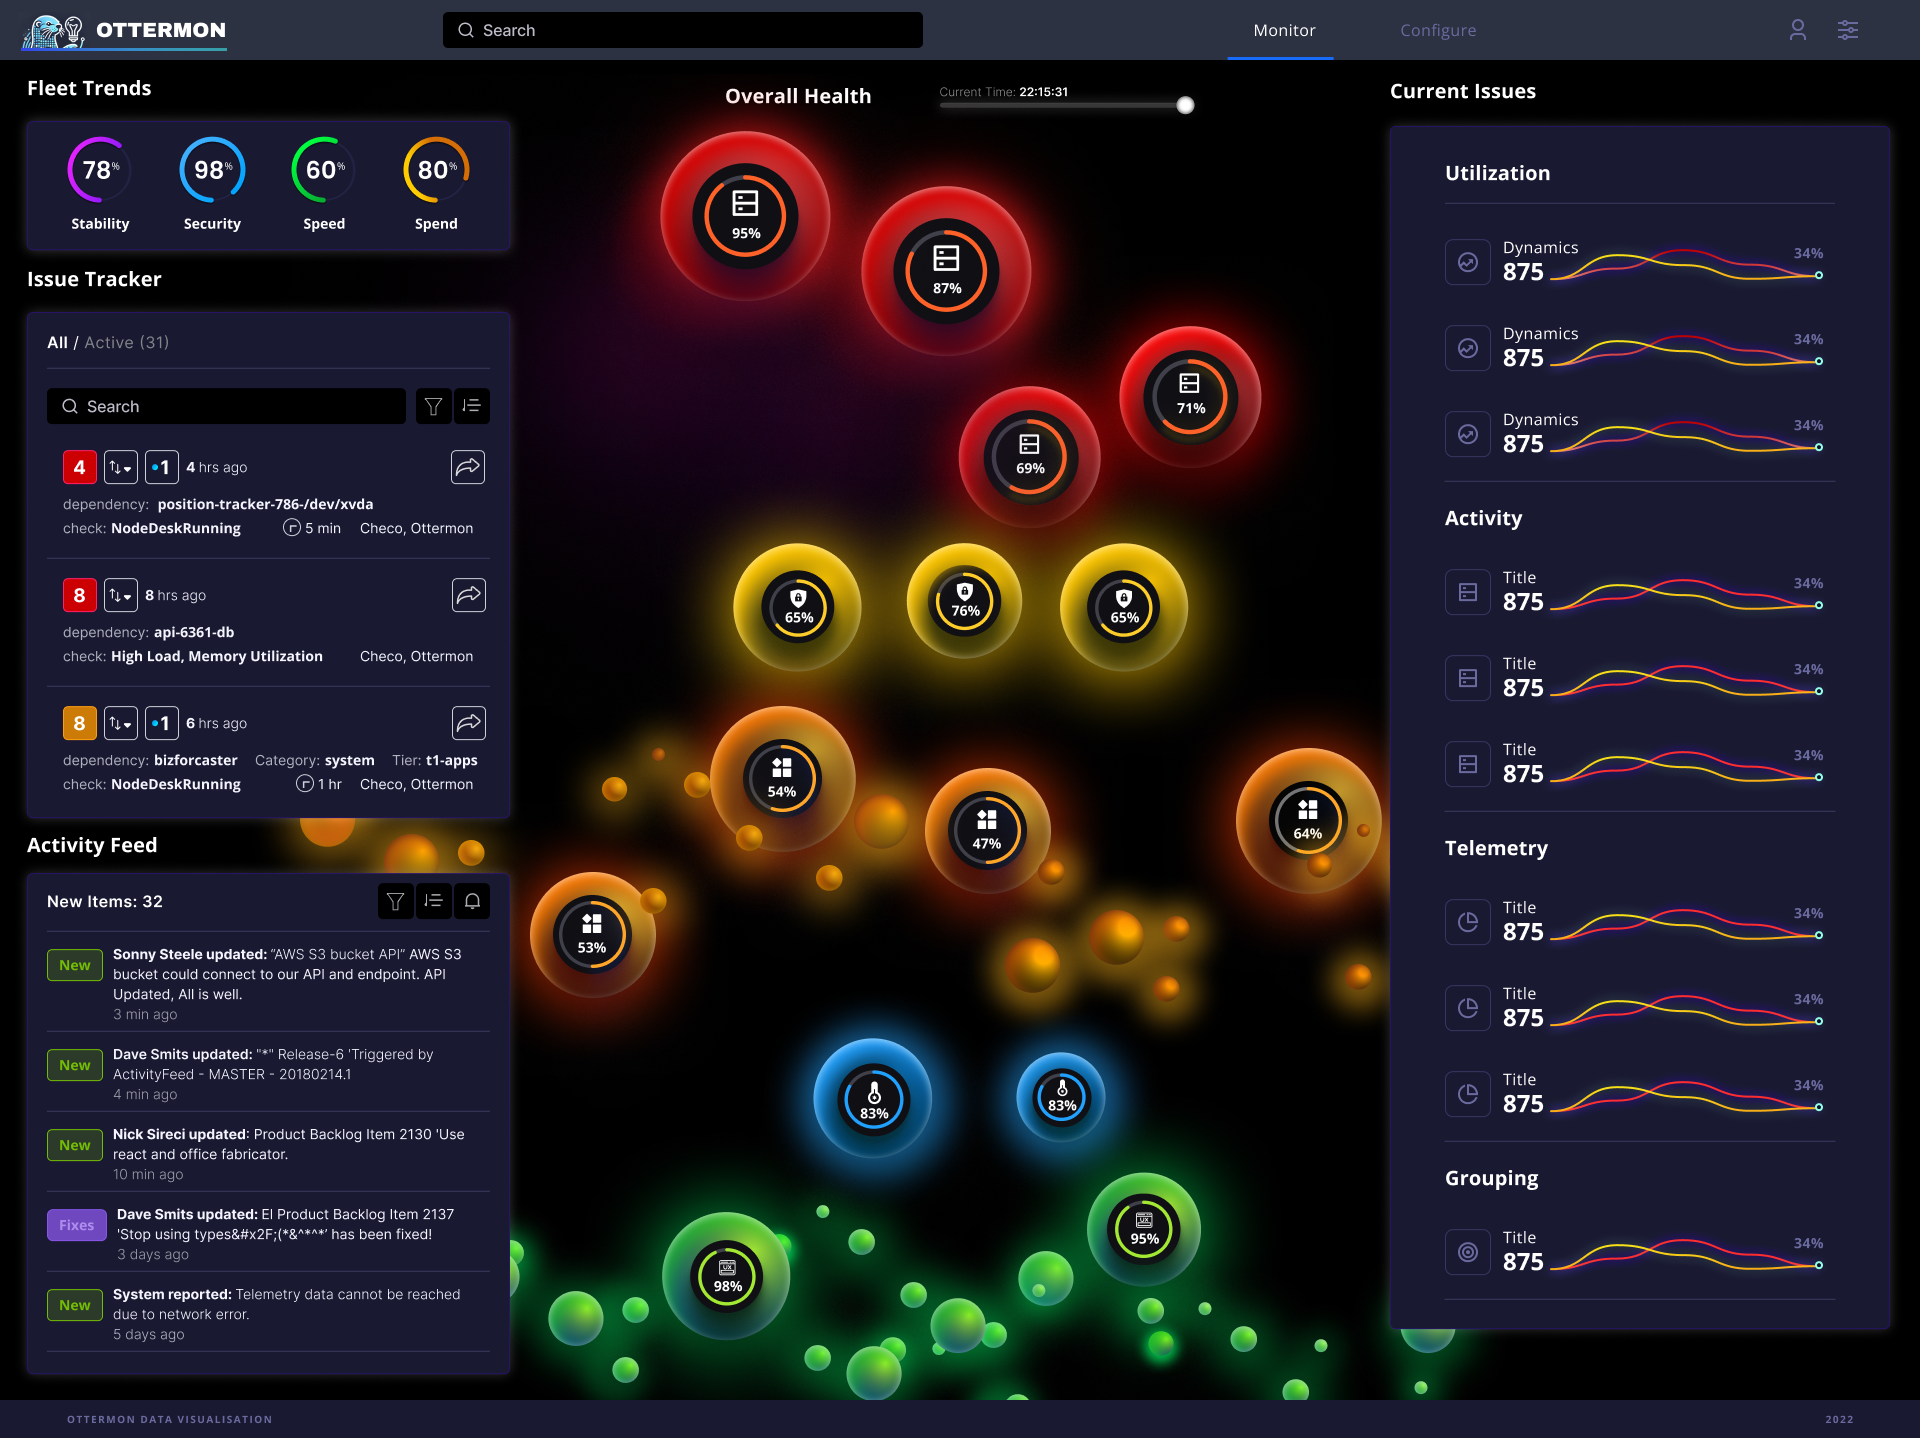 OTTERMON
Search
Monitor
Configure
Fleet Trends
78%
98%
60%
80%
Stability
Security
Speed
Spend
Issue Tracker
All / Active (31)
Search
4
1
4 hrs ago
dependency: position-tracker-786-/dev/xvda
check: NodeDeskRunning
5 min
Checo, Ottermon
8
8 hrs ago
dependency: api-6361-db
check: High Load, Memory Utilization
Checo, Ottermon
8
1
6 hrs ago
dependency: bizforcaster
Category: system
Tier: t1-apps
check: NodeDeskRunning
1 hr
Checo, Ottermon
Activity Feed
New Items: 32
New
Sonny Steele updated: “AWS S3 bucket API” AWS S3
bucket could connect to our API and endpoint. API
Updated, All is well.
3 min ago
New
Dave Smits updated: "*" Release-6 'Triggered by
ActivityFeed - MASTER - 20180214.1
4 min ago
New
Nick Sireci updated: Product Backlog Item 2130 'Use
react and office fabricator.
10 min ago
Fixes
Dave Smits updated: El Product Backlog Item 2137
'Stop using types&#x2F;(*&^*^*' has been fixed!
3 days ago
New
System reported: Telemetry data cannot be reached
due to network error.
5 days ago
Overall Health
Current Time: 22:15:31
95%
87%
71%
69%
65%
76%
65%
54%
47%
64%
53%
83%
83%
UX
95%
UX
98%
Current Issues
Utilization
Dynamics
875
34%
Dynamics
875
34%
Dynamics
875
34%
Activity
Title
875
34%
Title
875
34%
Title
875
34%
Telemetry
Title
875
34%
Title
875
34%
Title
875
34%
Grouping
Title
875
34%
OTTERMON DATA VISUALISATION
2022